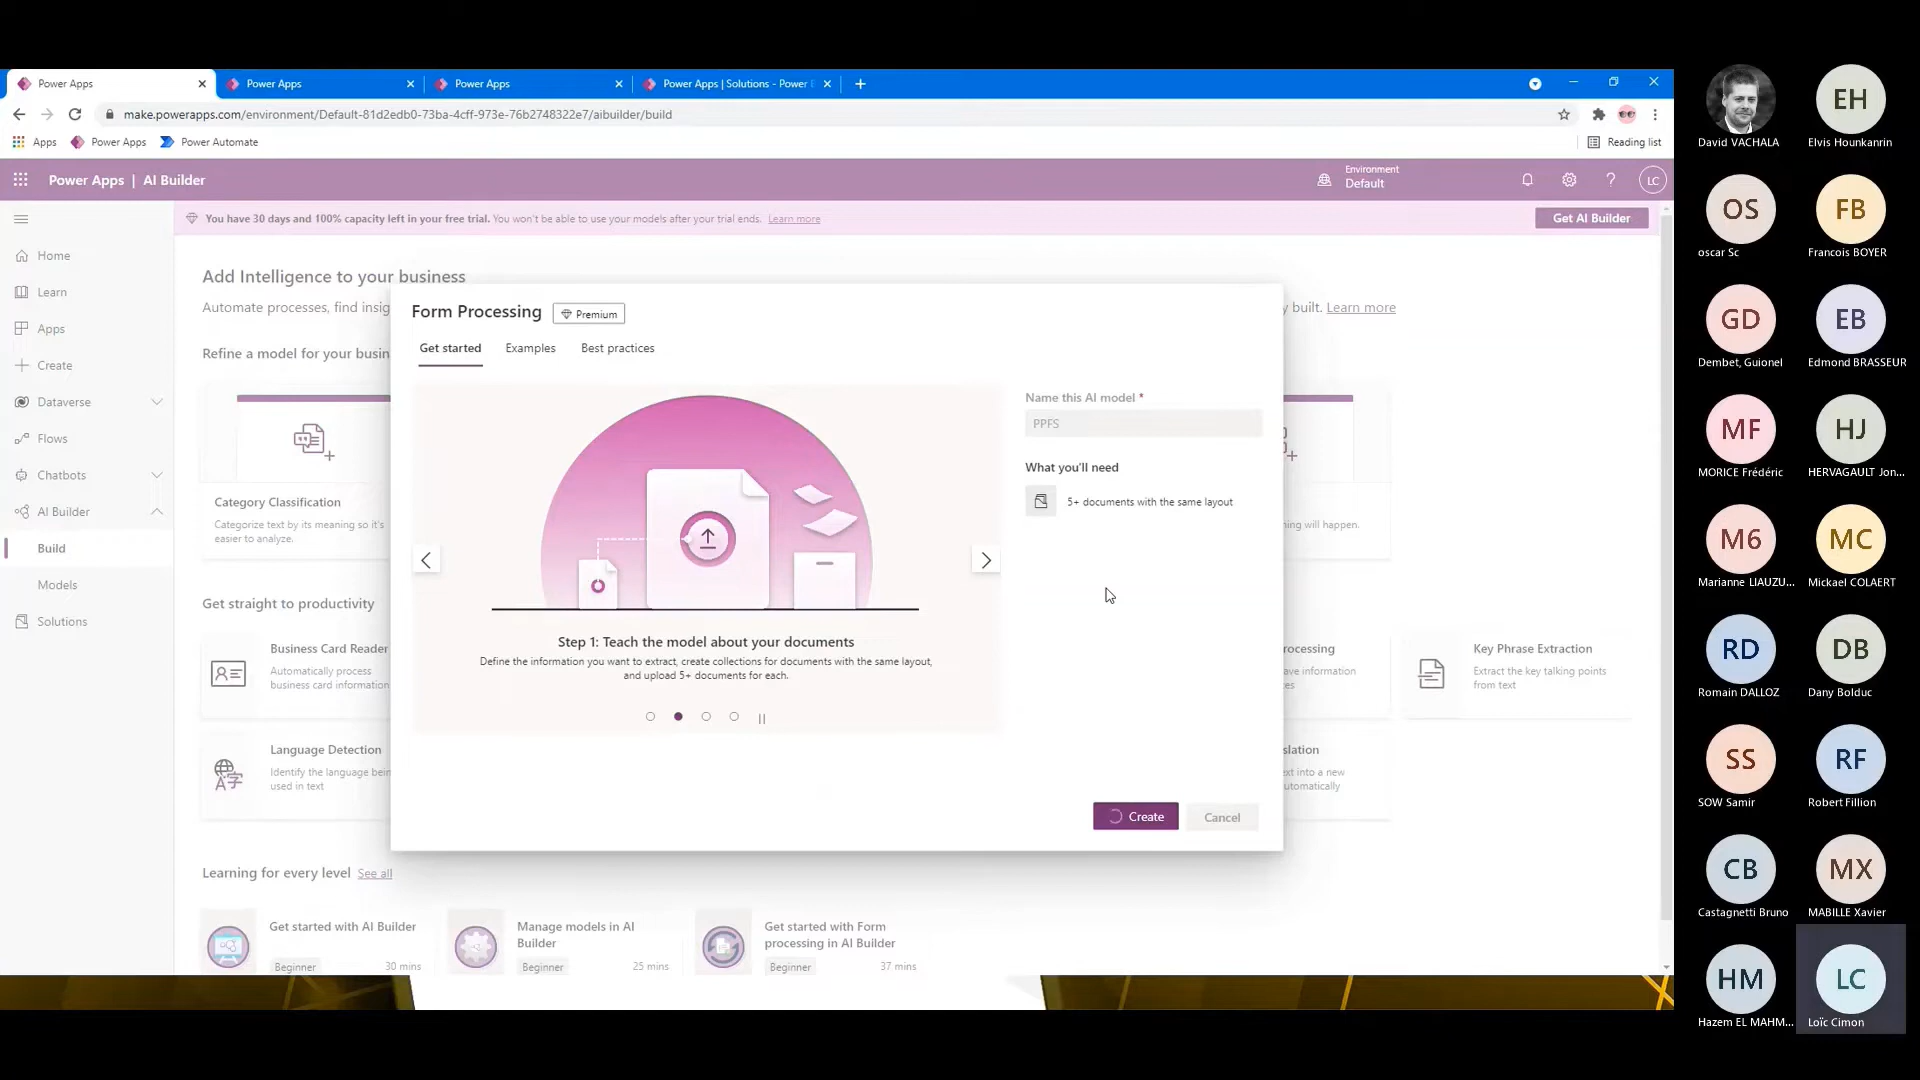 Power Apps
Power Apps
Power Apps
Power Apps | Solutions - Power
make.powerapps.com/environment/Default-81d2edb0-73ba-4cff-973e-76b2748322e7/aibuilder/build
Apps
Power Apps
Power Automate
Reading list
Power Apps | AI Builder
Environment
Default
LC
You have 30 days and 100% capacity left in your free trial. You won't be able to use your models after your trial ends. Learn more
Get AI Builder
Home
Learn
Apps
Create
Dataverse
Flows
Chatbots
AI Builder
Build
Models
Solutions
Add Intelligence to your business
Automate processes, find insig
y built. Learn more
Refine a model for your busin
Category Classification
Categorize text by its meaning so it's
easier to analyze.
ning will happen.
Get straight to productivity
Business Card Reader
Automatically process
business card information
rocessing
ave information
ces
Key Phrase Extraction
Extract the key talking points
from text
Language Detection
Identify the language bein
used in text
slation
ext into a new
utomatically
Form Processing
Premium
Get started
Examples
Best practices
Step 1: Teach the model about your documents
Define the information you want to extract, create collections for documents with the same layout,
and upload 5+ documents for each.
Name this AI model *
PPFS
What you'll need
5+ documents with the same layout
Create
Cancel
Learning for every level See all
Get started with AI Builder
Beginner
30 mins
Manage models in AI
Builder
Beginner
25 mins
Get started with Form
processing in AI Builder
Beginner
37 mins
David VACHALA
EH
Elvis Hounkanrin
OS
oscar Sc
FB
Francois BOYER
GD
Dembet, Guionel
EB
Edmond BRASSEUR
MF
MORICE Frédéric
HJ
HERVAGAULT Jon...
M6
Marianne LIAUZU...
MC
Mickael COLAERT
RD
Romain DALLOZ
DB
Dany Bolduc
SS
SOW Samir
RF
Robert Fillion
CB
Castagnetti Bruno
MX
MABILLE Xavier
HM
Hazem EL MAHM...
LC
Loïc Cimon